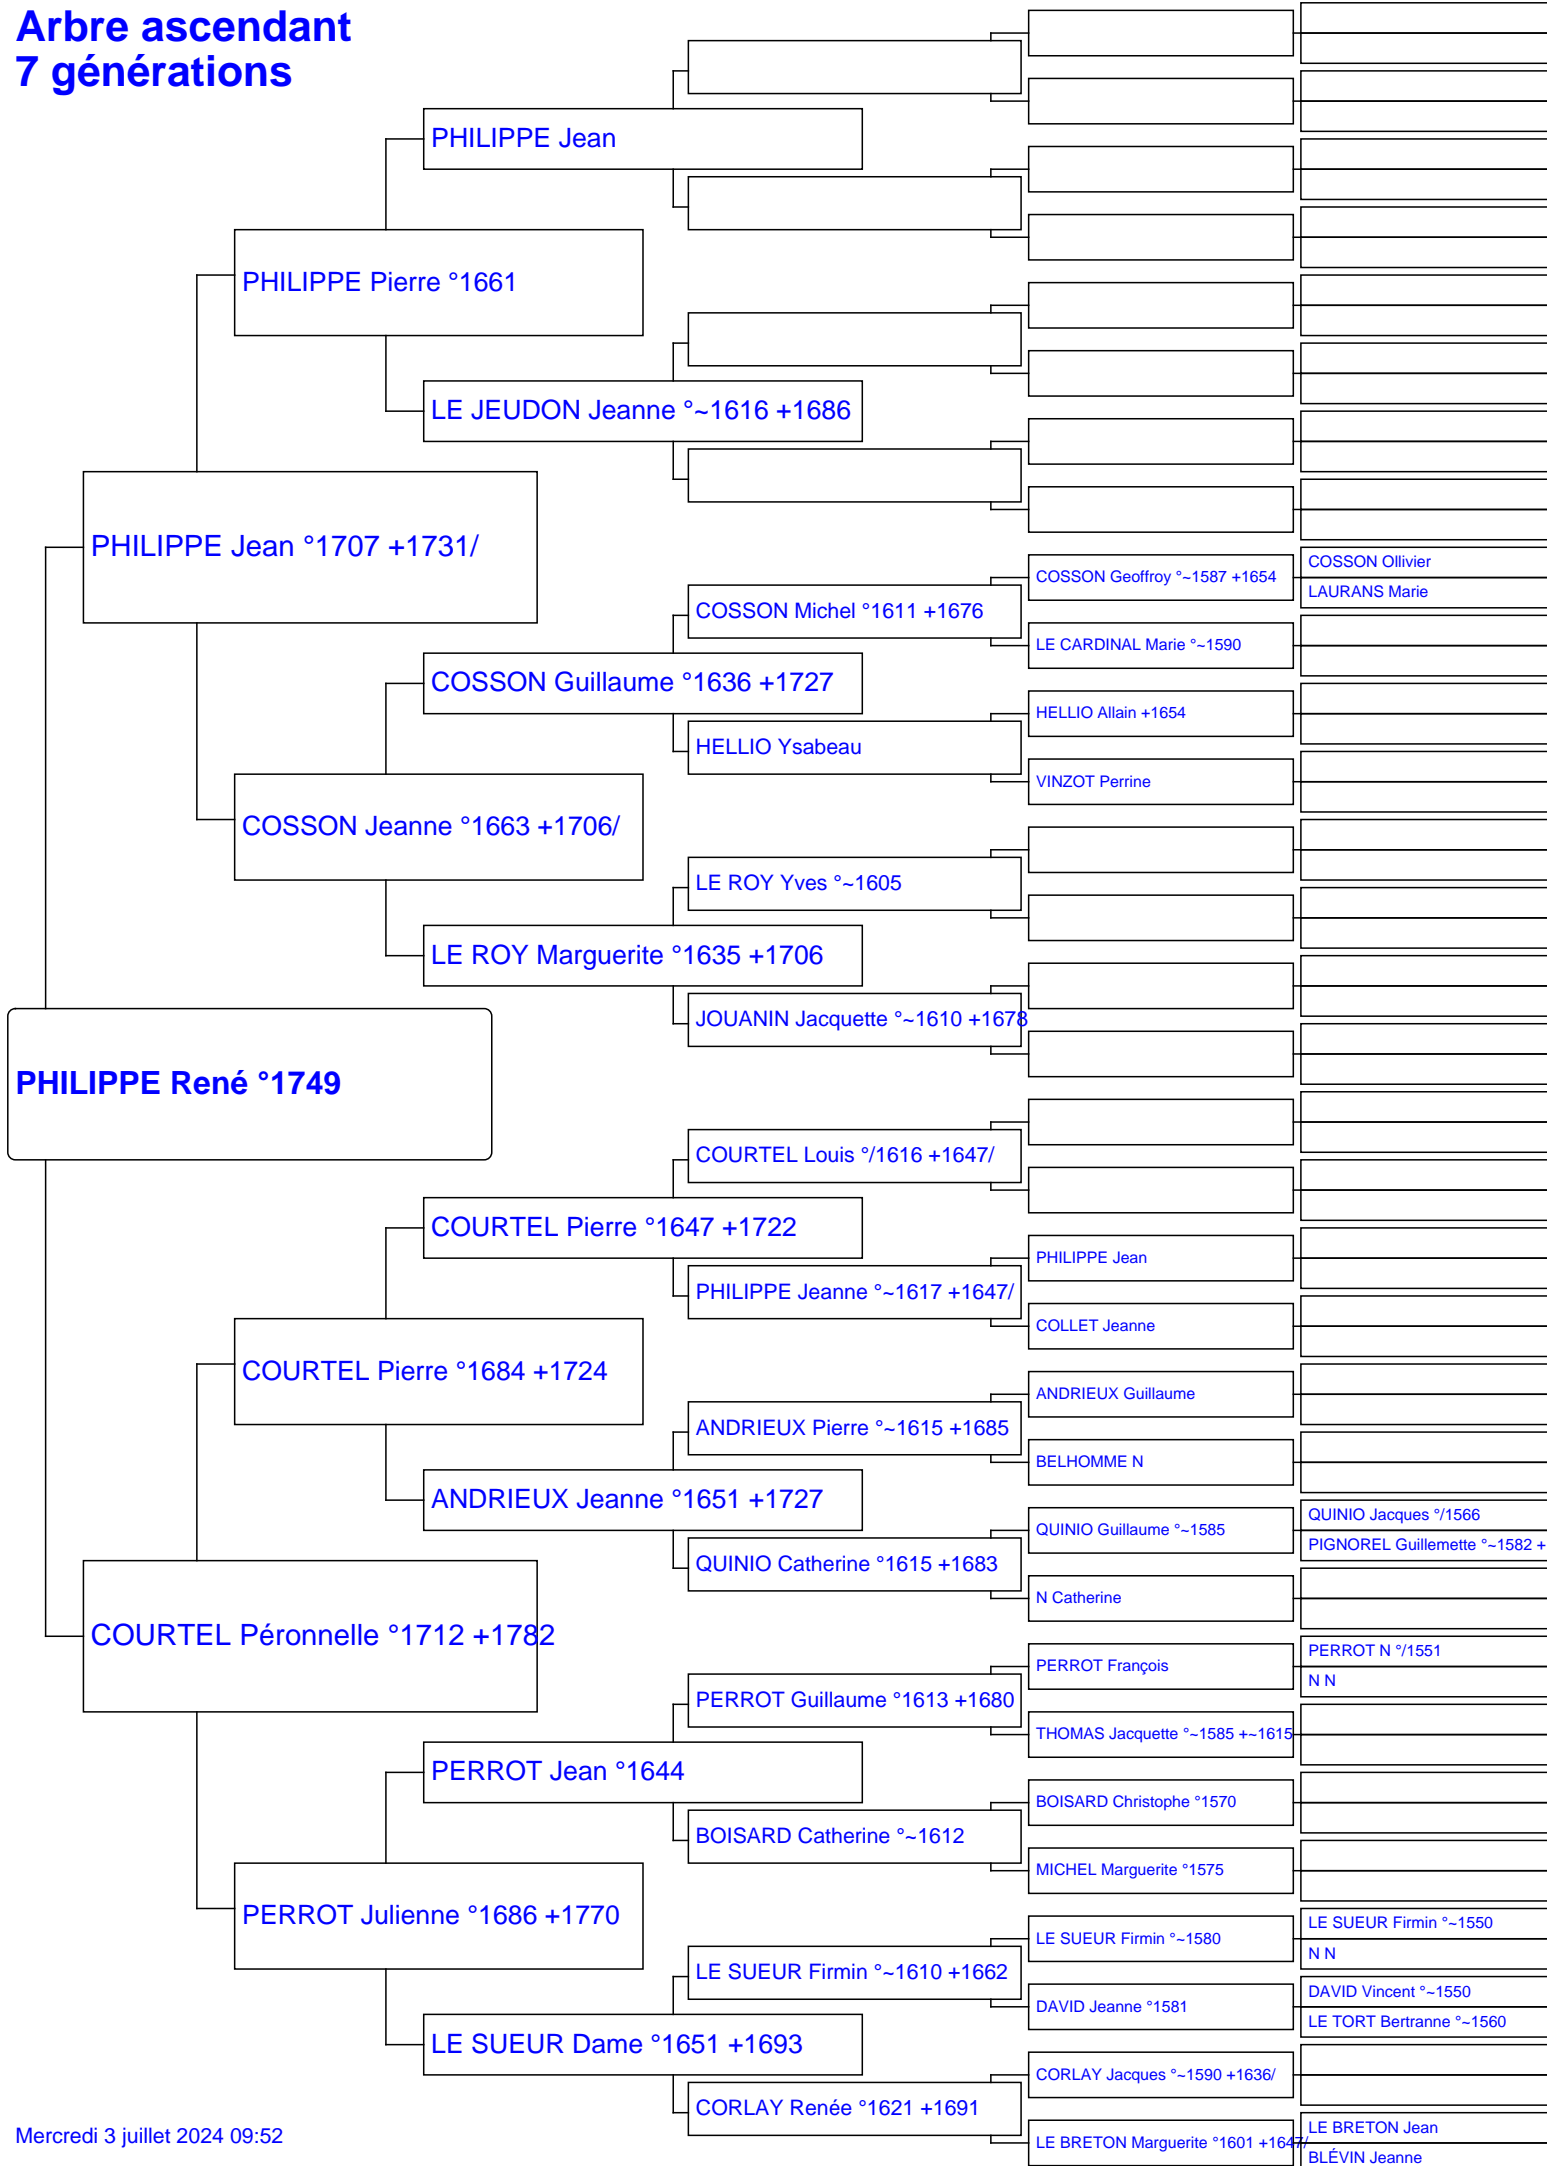 Arbre ascendant
7 générations
PHILIPPE Jean
PHILIPPE Pierre °1661
LE JEUDON Jeanne °~1616 +1686
PHILIPPE Jean °1707 +1731/
COSSON Ollivier
COSSON Geoffroy °~1587 +1654
LAURANS Marie
COSSON Michel °1611 +1676
LE CARDINAL Marie °~1590
COSSON Guillaume °1636 +1727
HELLIO Allain +1654
HELLIO Ysabeau
VINZOT Perrine
COSSON Jeanne °1663 +1706/
LE ROY Yves °~1605
LE ROY Marguerite °1635 +1706
JOUANIN Jacquette °~1610 +1678
PHILIPPE René °1749
COURTEL Louis °/1616 +1647/
COURTEL Pierre °1647 +1722
PHILIPPE Jean
PHILIPPE Jeanne °~1617 +1647/
COLLET Jeanne
COURTEL Pierre °1684 +1724
ANDRIEUX Guillaume
ANDRIEUX Pierre °~1615 +1685
BELHOMME N
ANDRIEUX Jeanne °1651 +1727
QUINIO Jacques °/1566
QUINIO Guillaume °~1585
PIGNOREL Guillemette °~1582 +
QUINIO Catherine °1615 +1683
N Catherine
COURTEL Péronnelle °1712 +1782
PERROT N °/1551
PERROT François
N N
PERROT Guillaume °1613 +1680
THOMAS Jacquette °~1585 +~1615
PERROT Jean °1644
BOISARD Christophe °1570
BOISARD Catherine °~1612
MICHEL Marguerite °1575
PERROT Julienne °1686 +1770
LE SUEUR Firmin °~1550
LE SUEUR Firmin °~1580
N N
LE SUEUR Firmin °~1610 +1662
DAVID Vincent °~1550
DAVID Jeanne °1581
LE TORT Bertranne °~1560
LE SUEUR Dame °1651 +1693
CORLAY Jacques °~1590 +1636/
CORLAY Renée °1621 +1691
LE BRETON Jean
LE BRETON Marguerite °1601 +1647/
BLÉVIN Jeanne
Mercredi 3 juillet 2024 09:52